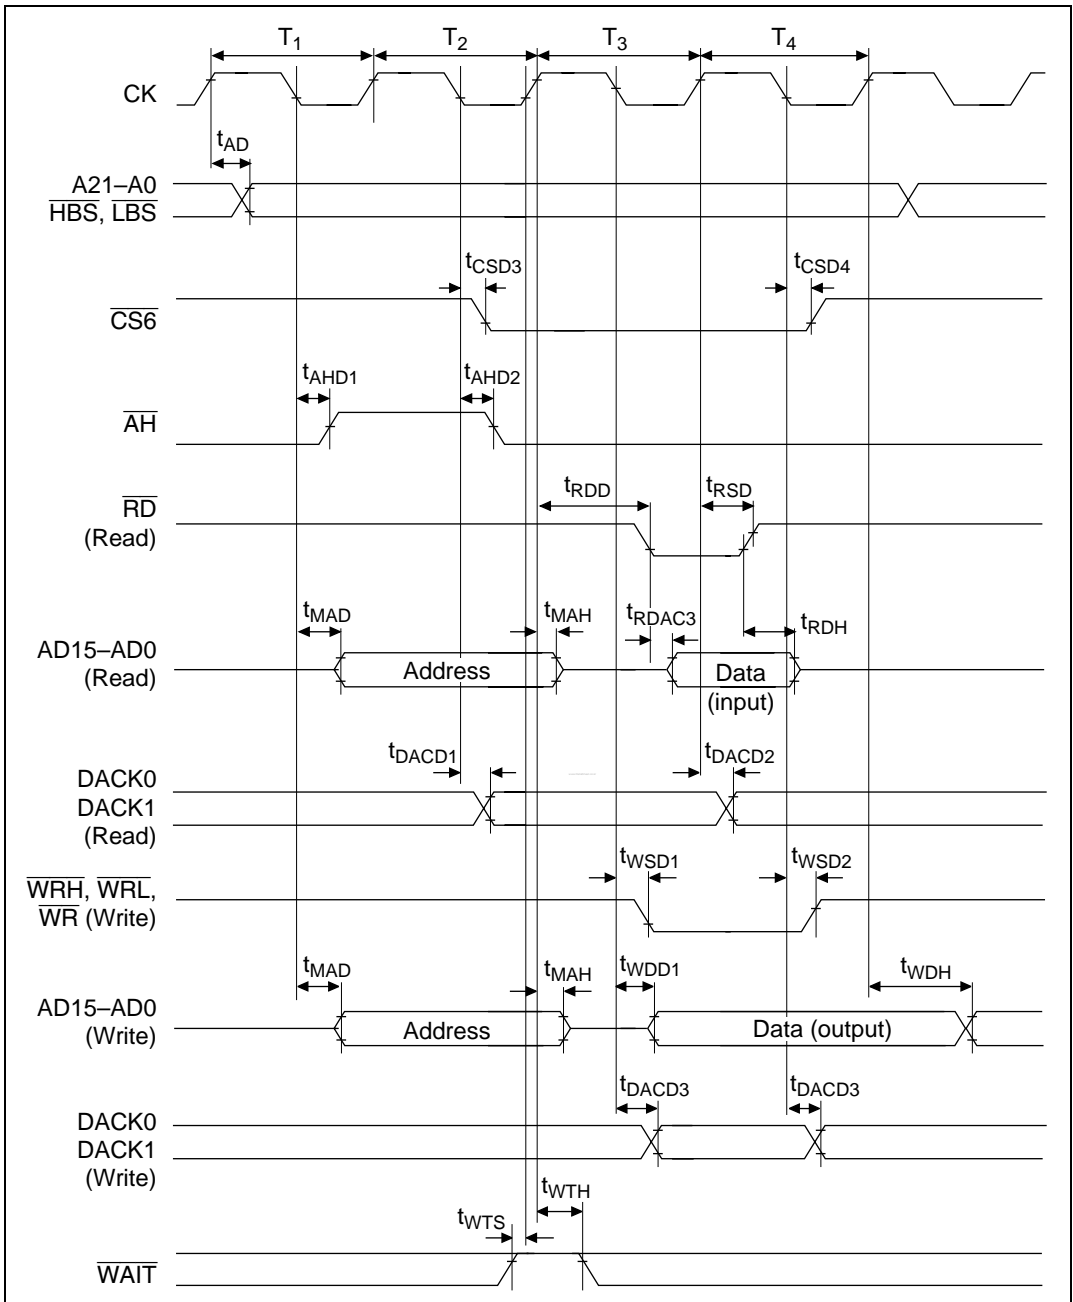 T1 T2 T3 T4
CK
tAD
A21–A0
HBS, LBS
tCSD3 tCSD4
CS6
tAHD1 tAHD2
AH
tRDD tRSD
RD
(Read)
tMAD tMAH tRDAC3 tRDH
AD15–AD0
(Read)
Address Data
(input)
tDACD1 tDACD2
DACK0
DACK1
(Read)
tWSD1 tWSD2
WRH, WRL,
WR (Write)
tMAD tMAH tWDD1 tWDH
AD15–AD0
(Write)
Address Data (output)
tDACD3 tDACD3
DACK0
DACK1
(Write)
tWTH
tWTS
WAIT